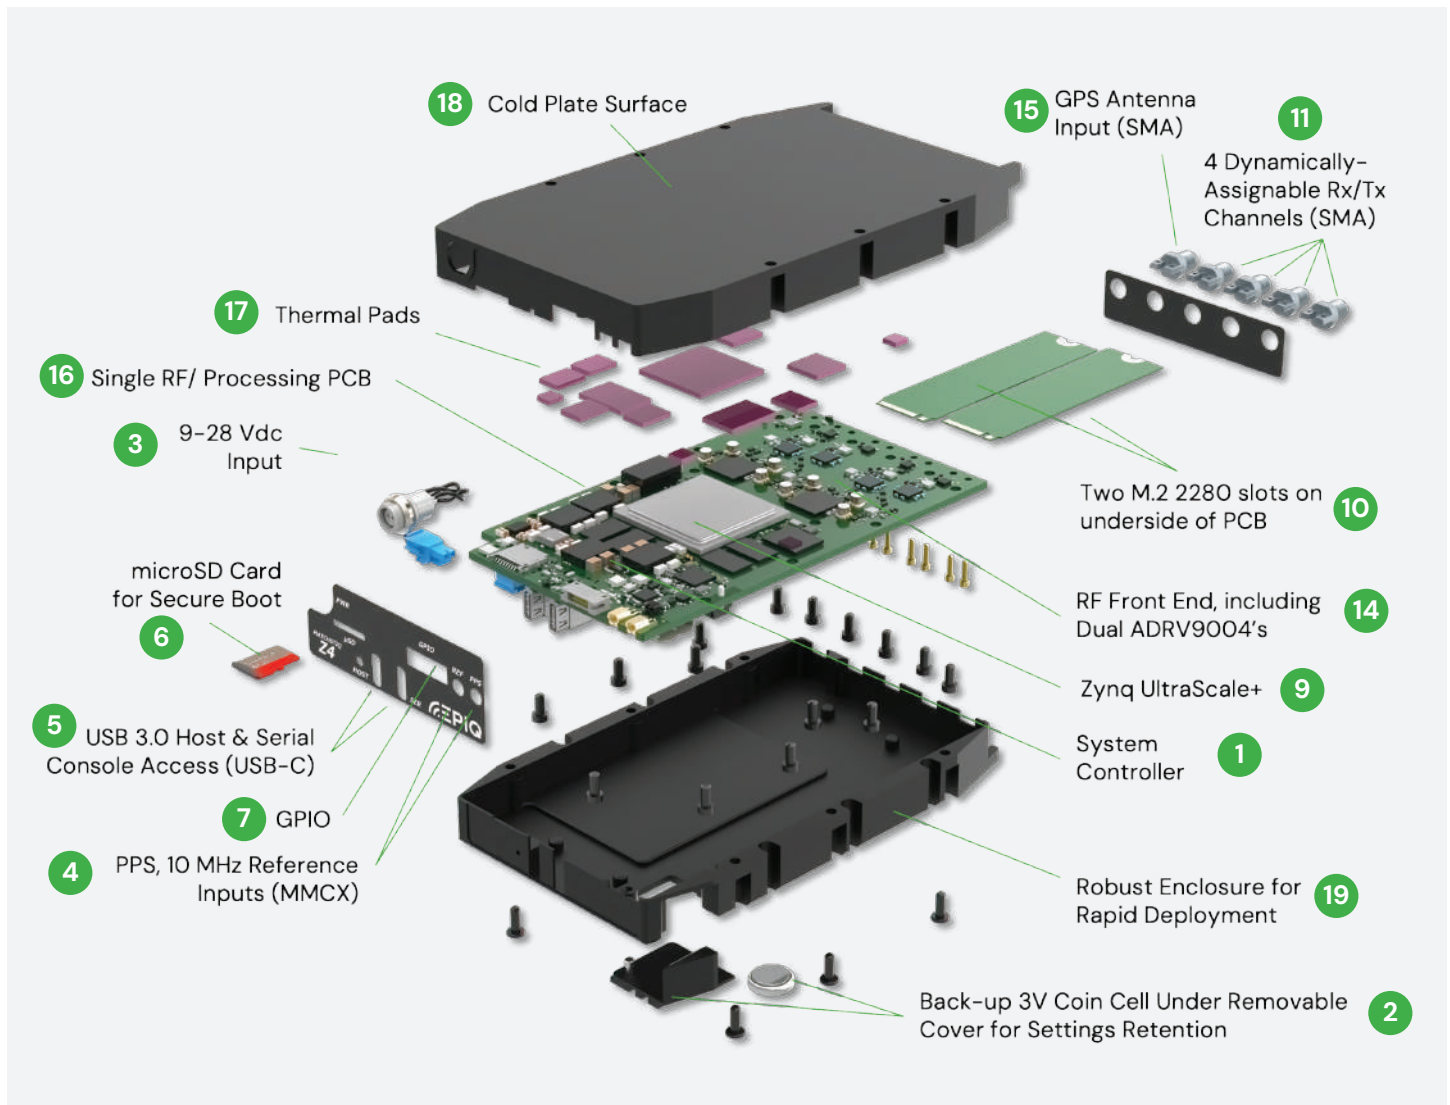 18 Cold Plate Surface
15 GPS Antenna
Input (SMA)
11
4 Dynamically-
Assignable Rx/Tx
Channels (SMA)
17 Thermal Pads
16 Single RF/ Processing PCB
3 9-28 Vdc
Input
Two M.2 2280 slots on
underside of PCB
10
microSD Card
for Secure Boot
6
RF Front End, including
Dual ADRV9004's
14
PWR
µSD
Z4
HOST
GPIO
REF
PPS
EPIQ
Zynq UltraScale+ 9
5 USB 3.0 Host & Serial
Console Access (USB-C)
System
Controller
1
7 GPIO
4 PPS, 10 MHz Reference
Inputs (MMCX)
Robust Enclosure for
Rapid Deployment
19
Back-up 3V Coin Cell Under Removable
Cover for Settings Retention
2